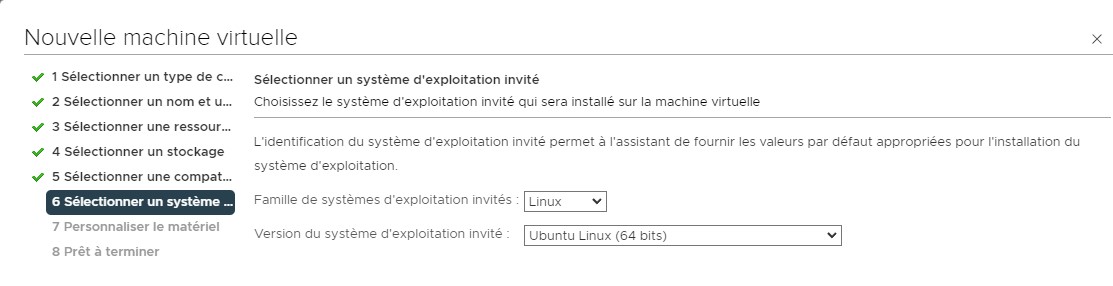 Nouvelle machine virtuelle
1 Sélectionner un type de c...
2 Sélectionner un nom et u...
3 Sélectionner une ressour...
4 Sélectionner un stockage
5 Sélectionner une compat...
6 Sélectionner un système ...
7 Personnaliser le matériel
8 Prêt à terminer
Sélectionner un système d'exploitation invité
Choisissez le système d'exploitation invité qui sera installé sur la machine virtuelle
L'identification du système d'exploitation invité permet à l'assistant de fournir les valeurs par défaut appropriées pour l'installation du
système d'exploitation.
Famille de systèmes d'exploitation invités : Linux
Version du système d'exploitation invité : Ubuntu Linux (64 bits)